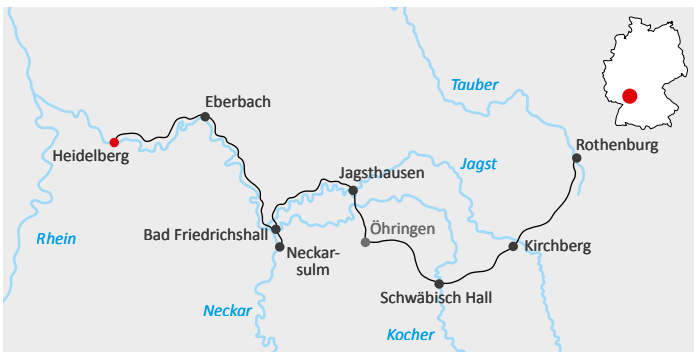 Eberbach
Tauber
Heidelberg
Rothenburg
Jagst
Jagsthausen
Rhein
Bad Friedrichshall
Öhringen
Neckar-
sulm
Kirchberg
Schwäbisch Hall
Neckar
Kocher